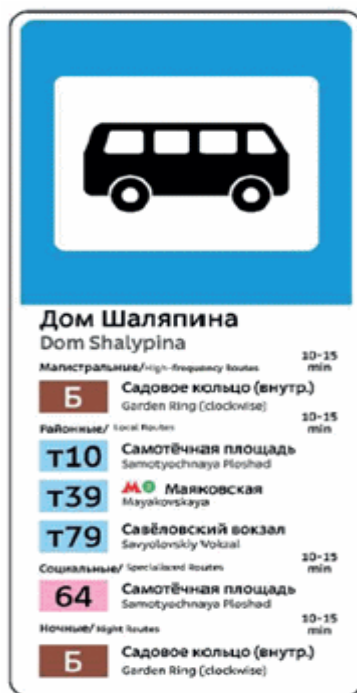 Дом Шаляпина
Dom Shalypina
Магистральные/High-frequency Routes 10-15 min
Б Садовое кольцо (внутр.)
Garden Ring (clockwise)
Районные/ Local Routes 10-15 min
т10 Самотёчная площадь
Samotyochnaya Ploshad
т39 М 2 Маяковская
Mayakovskaya
т79 Савёловский вокзал
Savyolovskiy Vokzal
Социальные/ Specialized Routes 10-15 min
64 Самотёчная площадь
Samotyochnaya Ploshad
Ночные/Night Routes 10-15 min
Б Садовое кольцо (внутр.)
Garden Ring (clockwise)